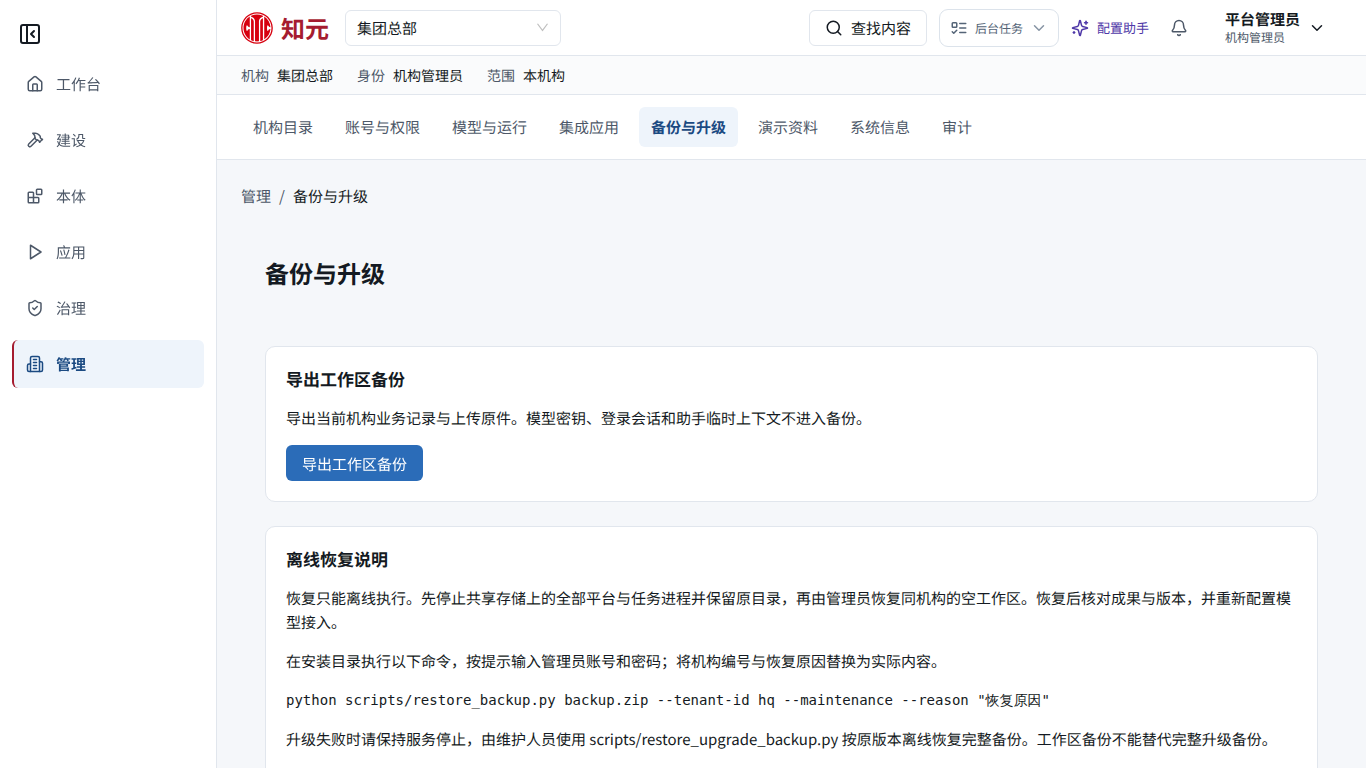 知元
集团总部
查找内容
后台任务
配置助手
平台管理员
机构管理员
机构 集团总部 身份 机构管理员 范围 本机构
工作台
建设
本体
应用
治理
管理
机构目录 账号与权限 模型与运行 集成应用 备份与升级 演示资料 系统信息 审计
管理 / 备份与升级
备份与升级
导出工作区备份
导出当前机构业务记录与上传原件。模型密钥、登录会话和助手临时上下文不进入备份。
导出工作区备份
离线恢复说明
恢复只能离线执行。先停止共享存储上的全部平台与任务进程并保留原目录，再由管理员恢复同机构的空工作区。恢复后核对成果与版本，并重新配置模
型接入。
在安装目录执行以下命令，按提示输入管理员账号和密码；将机构编号与恢复原因替换为实际内容。
python scripts/restore_backup.py backup.zip --tenant-id hq --maintenance --reason "恢复原因"
升级失败时请保持服务停止，由维护人员使用 scripts/restore_upgrade_backup.py 按原版本离线恢复完整备份。工作区备份不能替代完整升级备份。